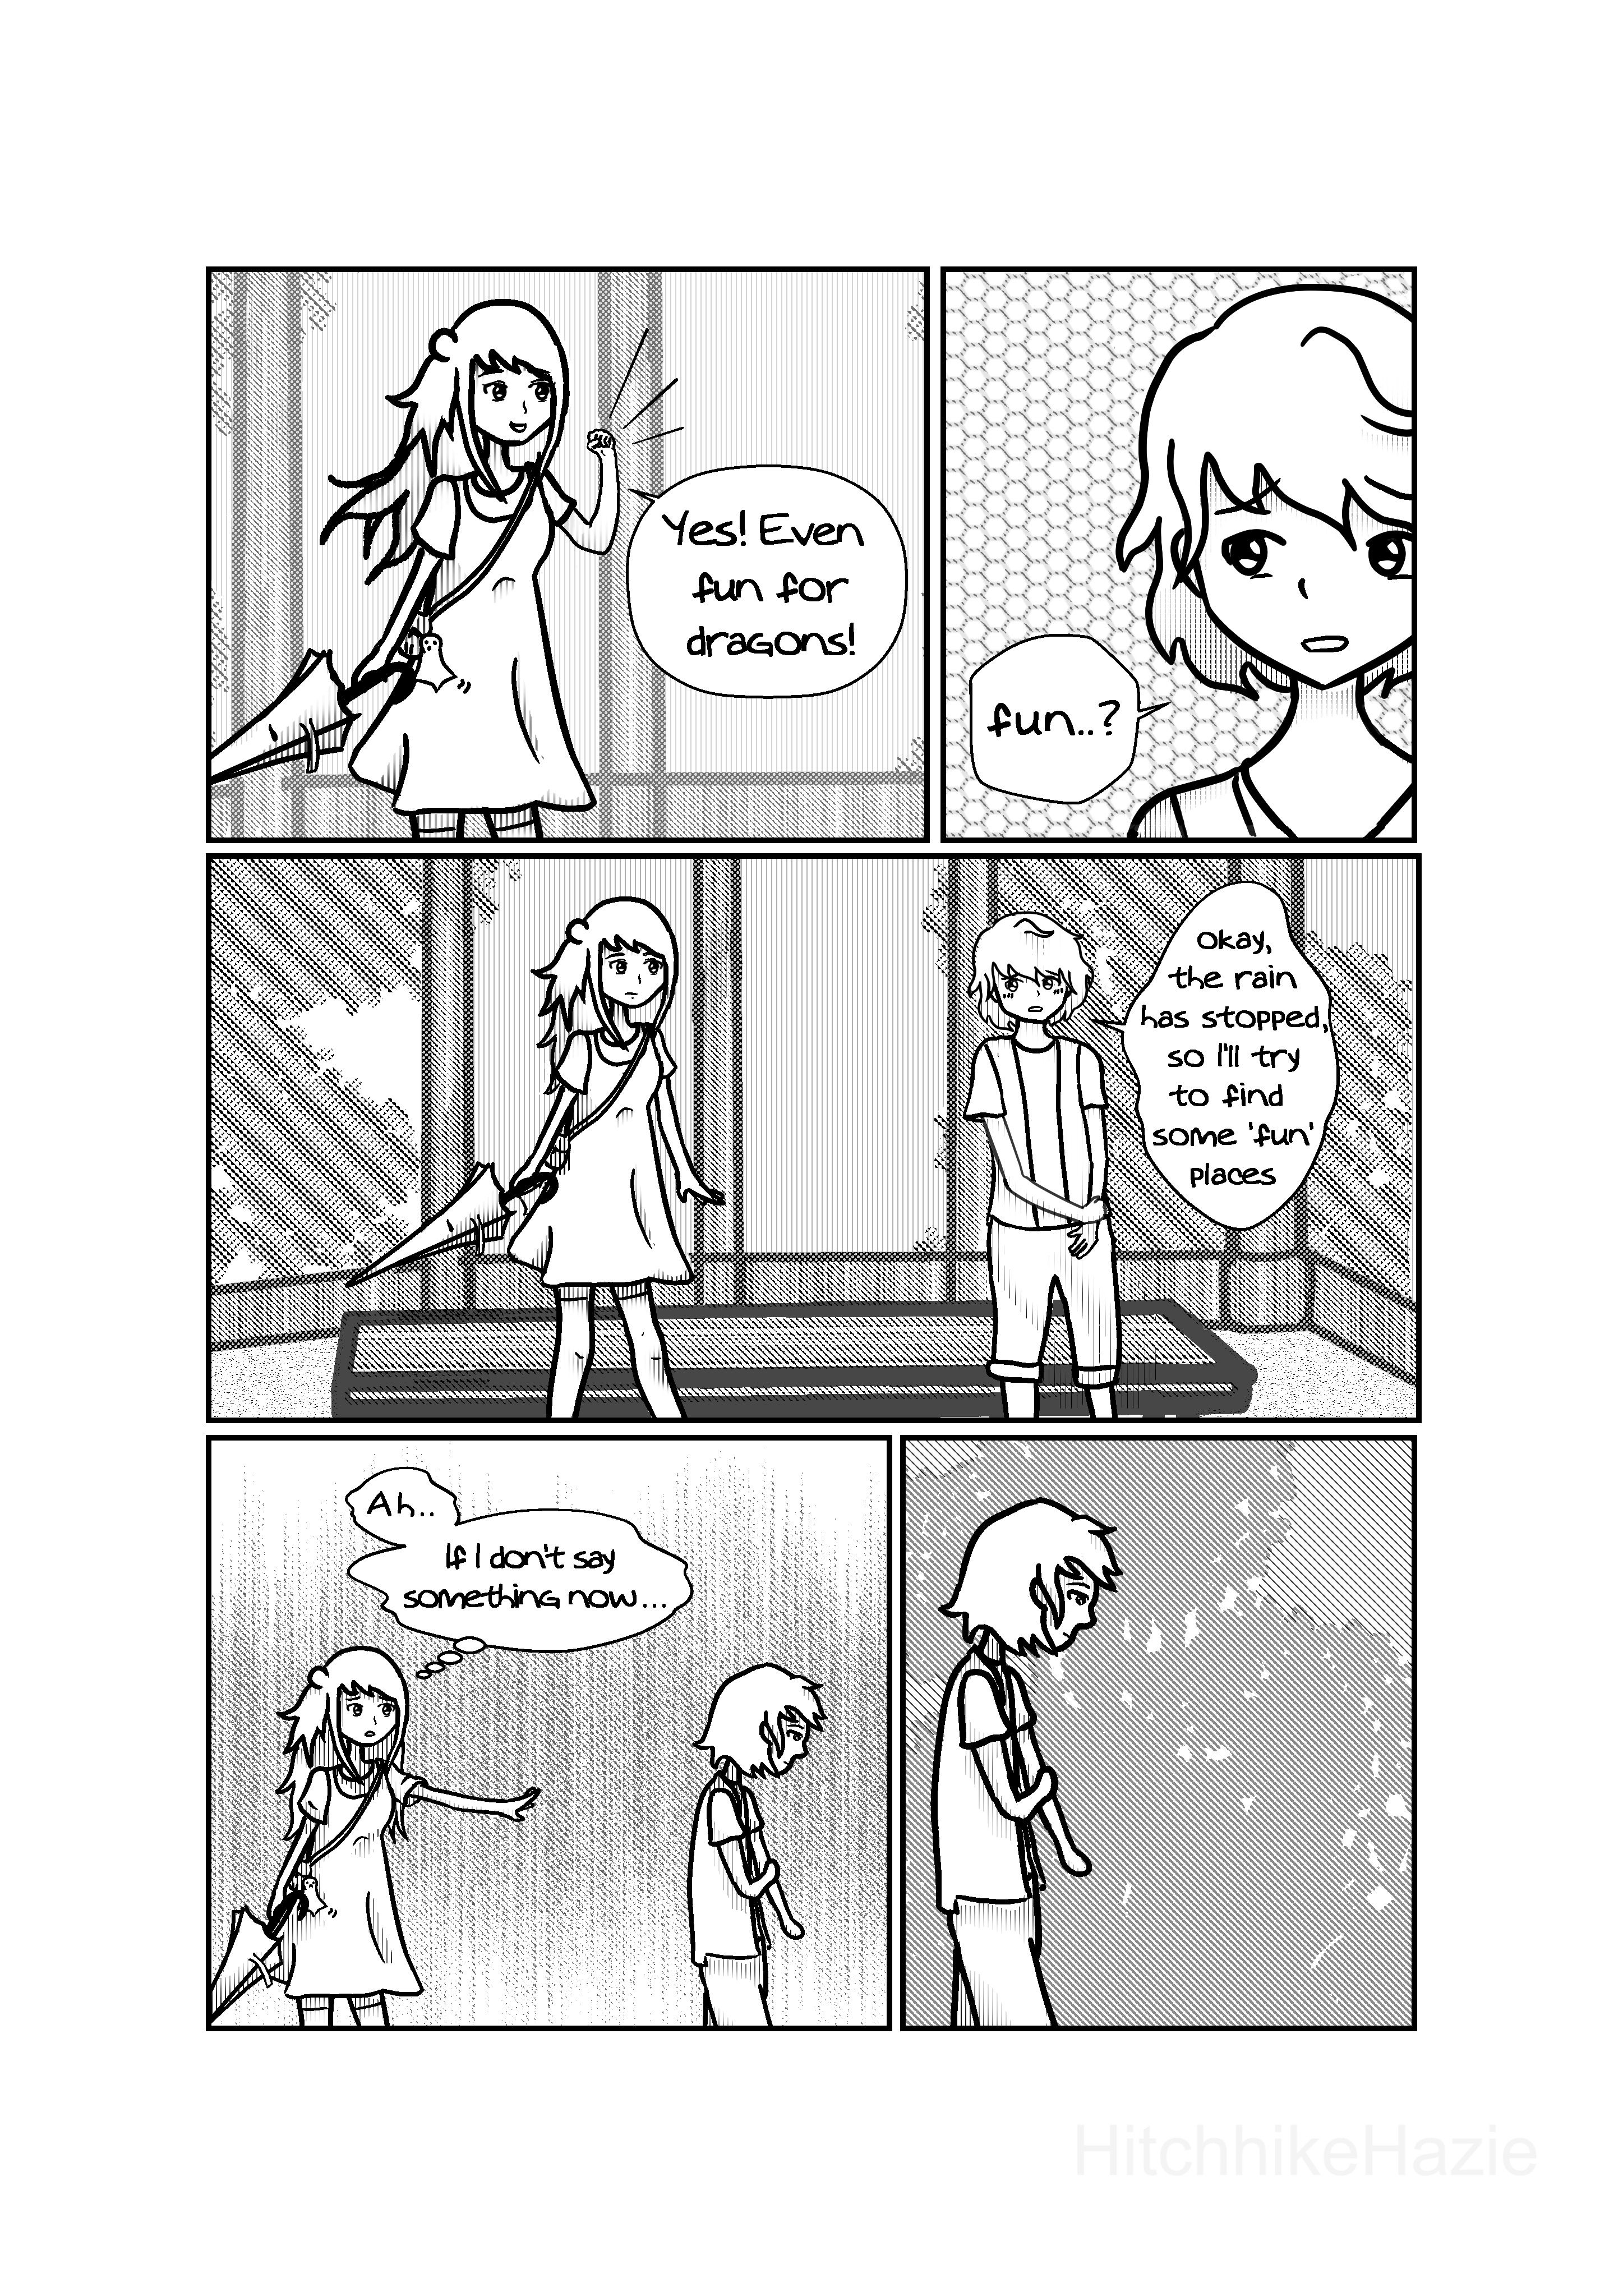 Yes! Even
fun for
dragons!
fun..?
Okay,
the rain
has stopped,
so I'll try
to find
some 'fun'
places
Ah..
If I don't say
something now...
HitchhikeHazie